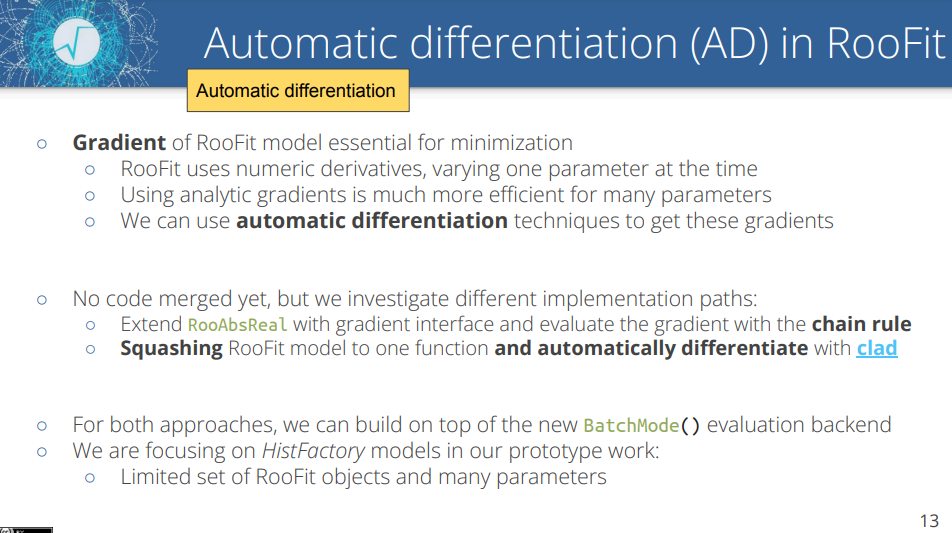 Automatic differentiation (AD) in RooFit
Automatic differentiation
Gradient of RooFit model essential for minimization
RooFit uses numeric derivatives, varying one parameter at the time
Using analytic gradients is much more efficient for many parameters
We can use automatic differentiation techniques to get these gradients
No code merged yet, but we investigate different implementation paths:
Extend RooAbsReal with gradient interface and evaluate the gradient with the chain rule
Squashing RooFit model to one function and automatically differentiate with clad
For both approaches, we can build on top of the new BatchMode() evaluation backend
We are focusing on HistFactory models in our prototype work:
Limited set of RooFit objects and many parameters
13